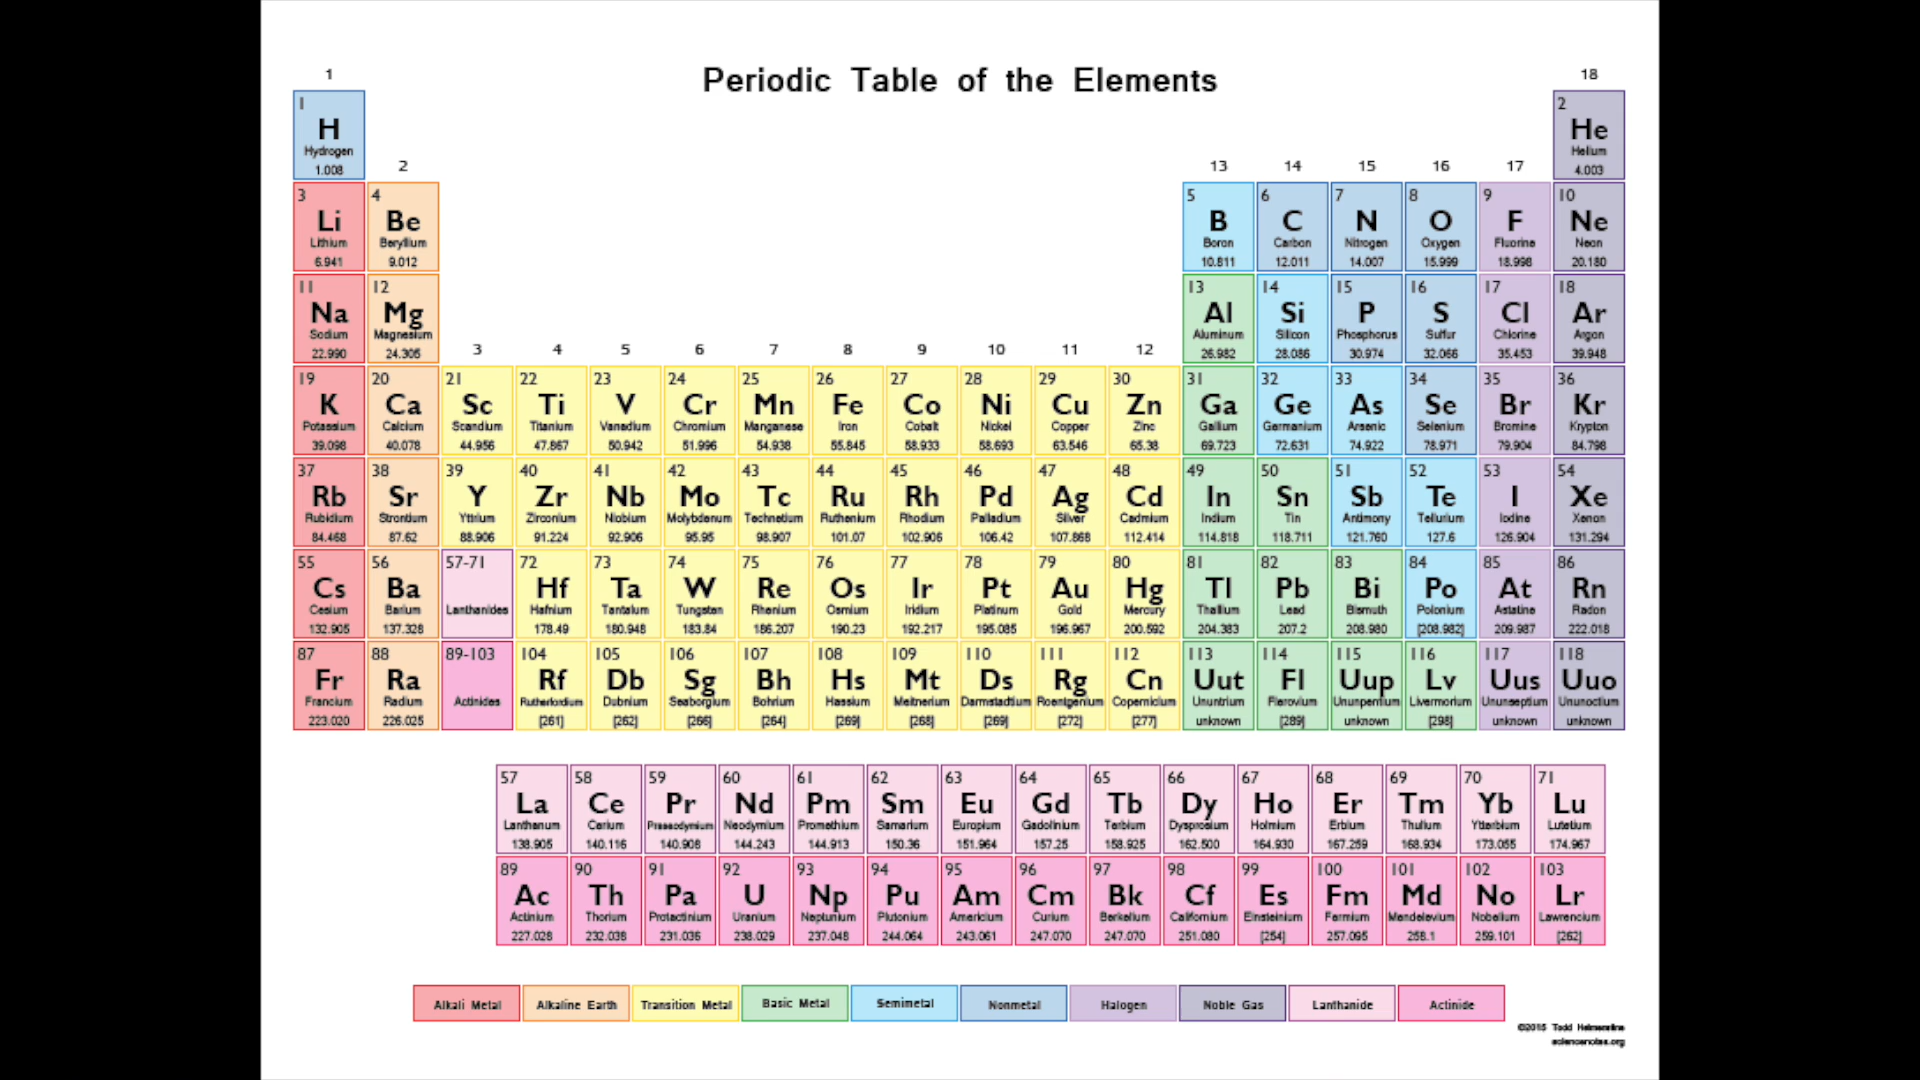 Periodic Table of the Elements
1 18
1 2
H He
Hydrogen Helium
1.008 4.003
2 13 14 15 16 17
3 4 5 6 7 8 9 10
Li Be B C N O F Ne
Lithium Beryllium Boron Carbon Nitrogen Oxygen Fluorine Neon
6.941 9.012 10.811 12.011 14.007 15.999 18.998 20.180
11 12 13 14 15 16 17 18
Na Mg Al Si P S Cl Ar
Sodium Magnesium Aluminum Silicon Phosphorus Sulfur Chlorine Argon
22.990 24.305 26.982 28.086 30.974 32.066 35.453 39.948
3 4 5 6 7 8 9 10 11 12
19 20 21 22 23 24 25 26 27 28 29 30 31 32 33 34 35 36
K Ca Sc Ti V Cr Mn Fe Co Ni Cu Zn Ga Ge As Se Br Kr
Potassium Calcium Scandium Titanium Vanadium Chromium Manganese Iron Cobalt Nickel Copper Zinc Gallium Germanium Arsenic Selenium Bromine Krypton
39.098 40.078 44.956 47.867 50.942 51.996 54.938 55.845 58.933 58.693 63.546 65.38 69.723 72.631 74.922 78.971 79.904 84.798
37 38 39 40 41 42 43 44 45 46 47 48 49 50 51 52 53 54
Rb Sr Y Zr Nb Mo Tc Ru Rh Pd Ag Cd In Sn Sb Te I Xe
Rubidium Strontium Yttrium Zirconium Niobium Molybdenum Technetium Ruthenium Rhodium Palladium Silver Cadmium Indium Tin Antimony Tellurium Iodine Xenon
84.468 87.62 88.906 91.224 92.906 95.95 98.907 101.07 102.906 106.42 107.868 112.414 114.818 118.711 121.760 127.6 126.904 131.294
55 56 57-71 72 73 74 75 76 77 78 79 80 81 82 83 84 85 86
Cs Ba Hf Ta W Re Os Ir Pt Au Hg Tl Pb Bi Po At Rn
Cesium Barium Lanthanides Hafnium Tantalum Tungsten Rhenium Osmium Iridium Platinum Gold Mercury Thallium Lead Bismuth Polonium Astatine Radon
132.905 137.328 178.49 180.948 183.84 186.207 190.23 192.217 195.085 196.967 200.592 204.383 207.2 208.980 [208.982] 209.987 222.018
87 88 89-103 104 105 106 107 108 109 110 111 112 113 114 115 116 117 118
Fr Ra Rf Db Sg Bh Hs Mt Ds Rg Cn Uut Fl Uup Lv Uus Uuo
Francium Radium Actinides Rutherfordium Dubnium Seaborgium Bohrium Hassium Meitnerium Darmstadtium Roentgenium Copernicium Ununtrium Flerovium Ununpentium Livermorium Ununseptium Ununoctium
223.020 226.025 [261] [262] [266] [264] [269] [268] [269] [272] [277] unknown [289] unknown [298] unknown unknown
57 58 59 60 61 62 63 64 65 66 67 68 69 70 71
La Ce Pr Nd Pm Sm Eu Gd Tb Dy Ho Er Tm Yb Lu
Lanthanum Cerium Praseodymium Neodymium Promethium Samarium Europium Gadolinium Terbium Dysprosium Holmium Erbium Thulium Ytterbium Lutetium
138.905 140.116 140.908 144.243 144.913 150.36 151.964 157.25 158.925 162.500 164.930 167.259 168.934 173.055 174.967
89 90 91 92 93 94 95 96 97 98 99 100 101 102 103
Ac Th Pa U Np Pu Am Cm Bk Cf Es Fm Md No Lr
Actinium Thorium Protactinium Uranium Neptunium Plutonium Americium Curium Berkelium Californium Einsteinium Fermium Mendelevium Nobelium Lawrencium
227.028 232.038 231.036 238.029 237.048 244.064 243.061 247.070 247.070 251.080 [254] 257.095 258.1 259.101 [262]
Alkali Metal Alkaline Earth Transition Metal Basic Metal Semimetal Nonmetal Halogen Noble Gas Lanthanide Actinide
©2015 Todd Helmenstine
sciencenotes.org